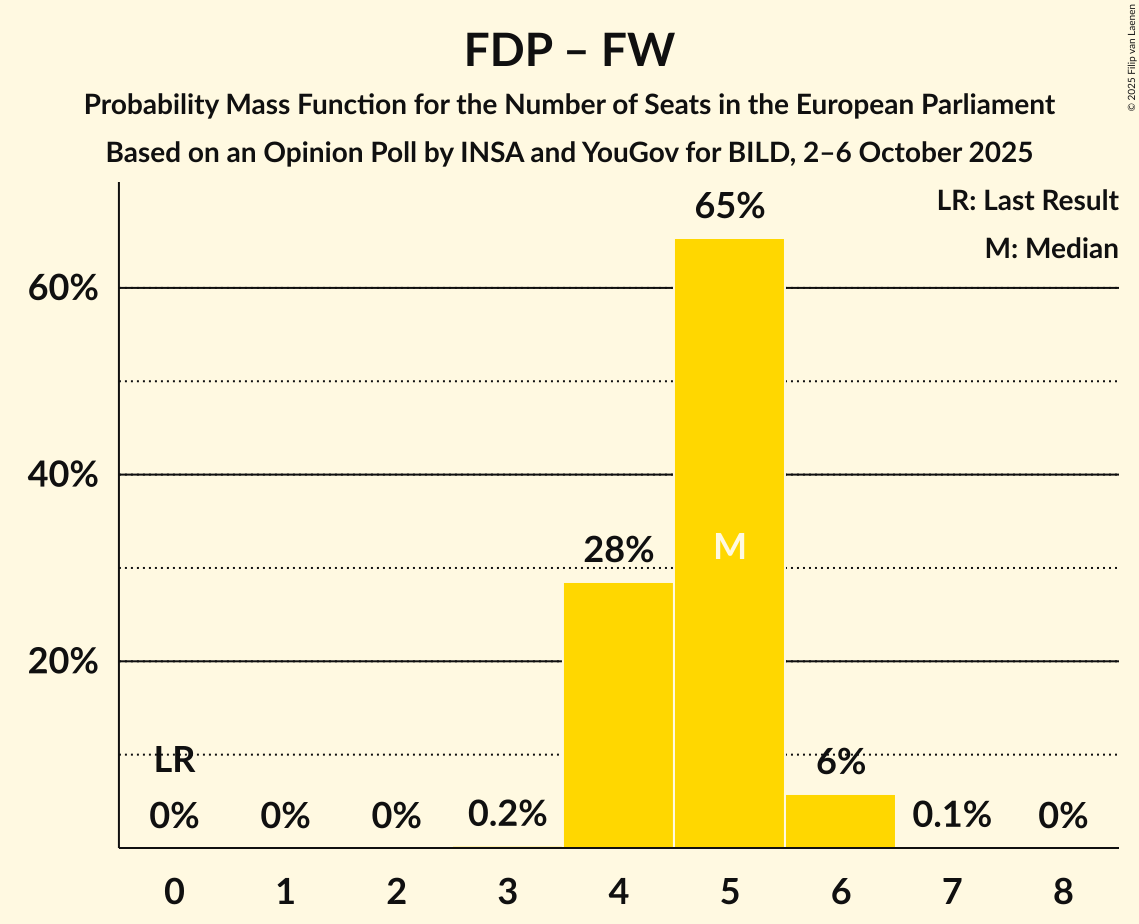 FDP – FW
Probability Mass Function for the Number of Seats in the European Parliament
Based on an Opinion Poll by INSA and YouGov for BILD, 2–6 October 2025
© 2025 Filip van Laenen
LR: Last Result
M: Median
65%
60%
40%
28%
M
20%
LR
6%
0% 0% 0% 0.2% 0.1% 0%
0 1 2 3 4 5 6 7 8